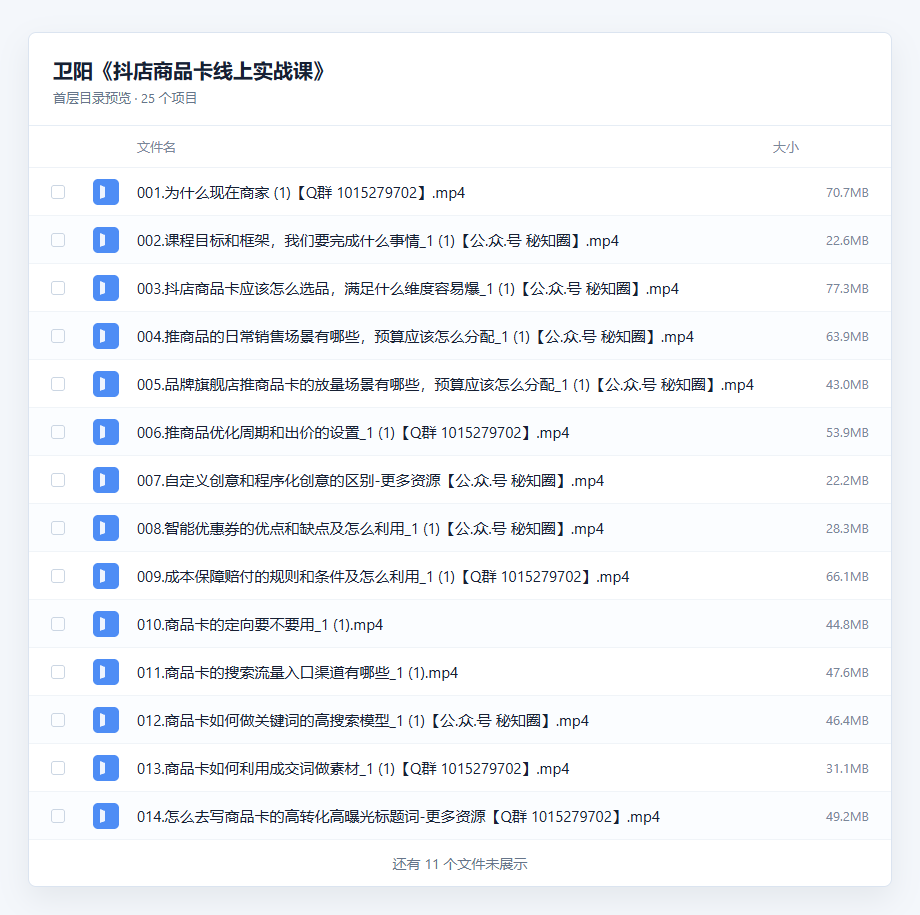 卫阳《抖店商品卡线上实战课》
首层目录预览 · 25 个项目
文件名 大小
001.为什么现在商家 (1)【Q群 1015279702】.mp4 70.7MB
002.课程目标和框架，我们要完成什么事情_1 (1)【公.众.号 秘知圈】.mp4 22.6MB
003.抖店商品卡应该怎么选品，满足什么维度容易爆_1 (1)【公.众.号 秘知圈】.mp4 77.3MB
004.推商品的日常销售场景有哪些，预算应该怎么分配_1 (1)【公.众.号 秘知圈】.mp4 63.9MB
005.品牌旗舰店推商品卡的放量场景有哪些，预算应该怎么分配_1 (1)【公.众.号 秘知圈】.mp4 43.0MB
006.推商品优化周期和出价的设置_1 (1)【Q群 1015279702】.mp4 53.9MB
007.自定义创意和程序化创意的区别-更多资源【公.众.号 秘知圈】.mp4 22.2MB
008.智能优惠券的优点和缺点及怎么利用_1 (1)【公.众.号 秘知圈】.mp4 28.3MB
009.成本保障赔付的规则和条件及怎么利用_1 (1)【Q群 1015279702】.mp4 66.1MB
010.商品卡的定向要不要用_1 (1).mp4 44.8MB
011.商品卡的搜索流量入口渠道有哪些_1 (1).mp4 47.6MB
012.商品卡如何做关键词的高搜索模型_1 (1)【公.众.号 秘知圈】.mp4 46.4MB
013.商品卡如何利用成交词做素材_1 (1)【Q群 1015279702】.mp4 31.1MB
014.怎么去写商品卡的高转化高曝光标题词-更多资源【Q群 1015279702】.mp4 49.2MB
还有 11 个文件未展示